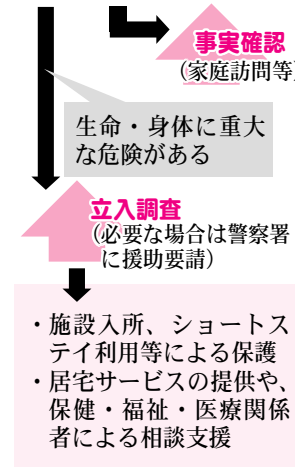 事実確認
（家庭訪問等）
生命・身体に重大
な危険がある
立入調査
（必要な場合は警察署
に援助要請）
・施設入所、ショートス
テイ利用等による保護
・居宅サービスの提供や、
保健・福祉・医療関係
者による相談支援